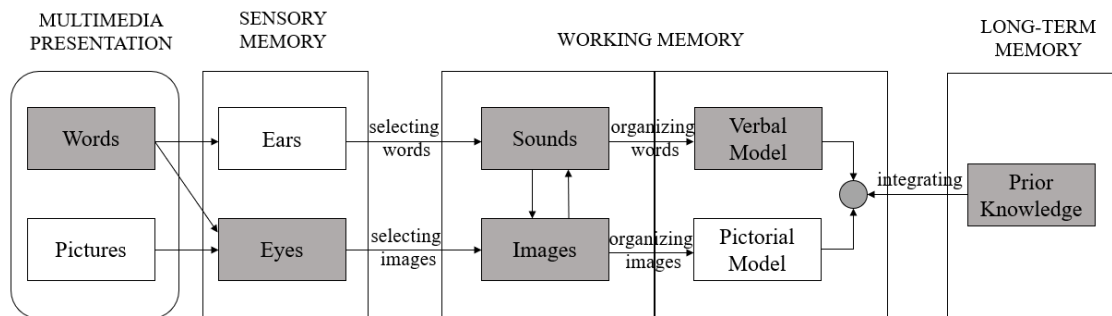 MULTIMEDIA
PRESENTATION
SENSORY
MEMORY
WORKING MEMORY
LONG-TERM
MEMORY
Words
Ears
selecting
words
Sounds
organizing
words
Verbal
Model
integrating
Prior
Knowledge
Pictures
Eyes
selecting
images
Images
organizing
images
Pictorial
Model